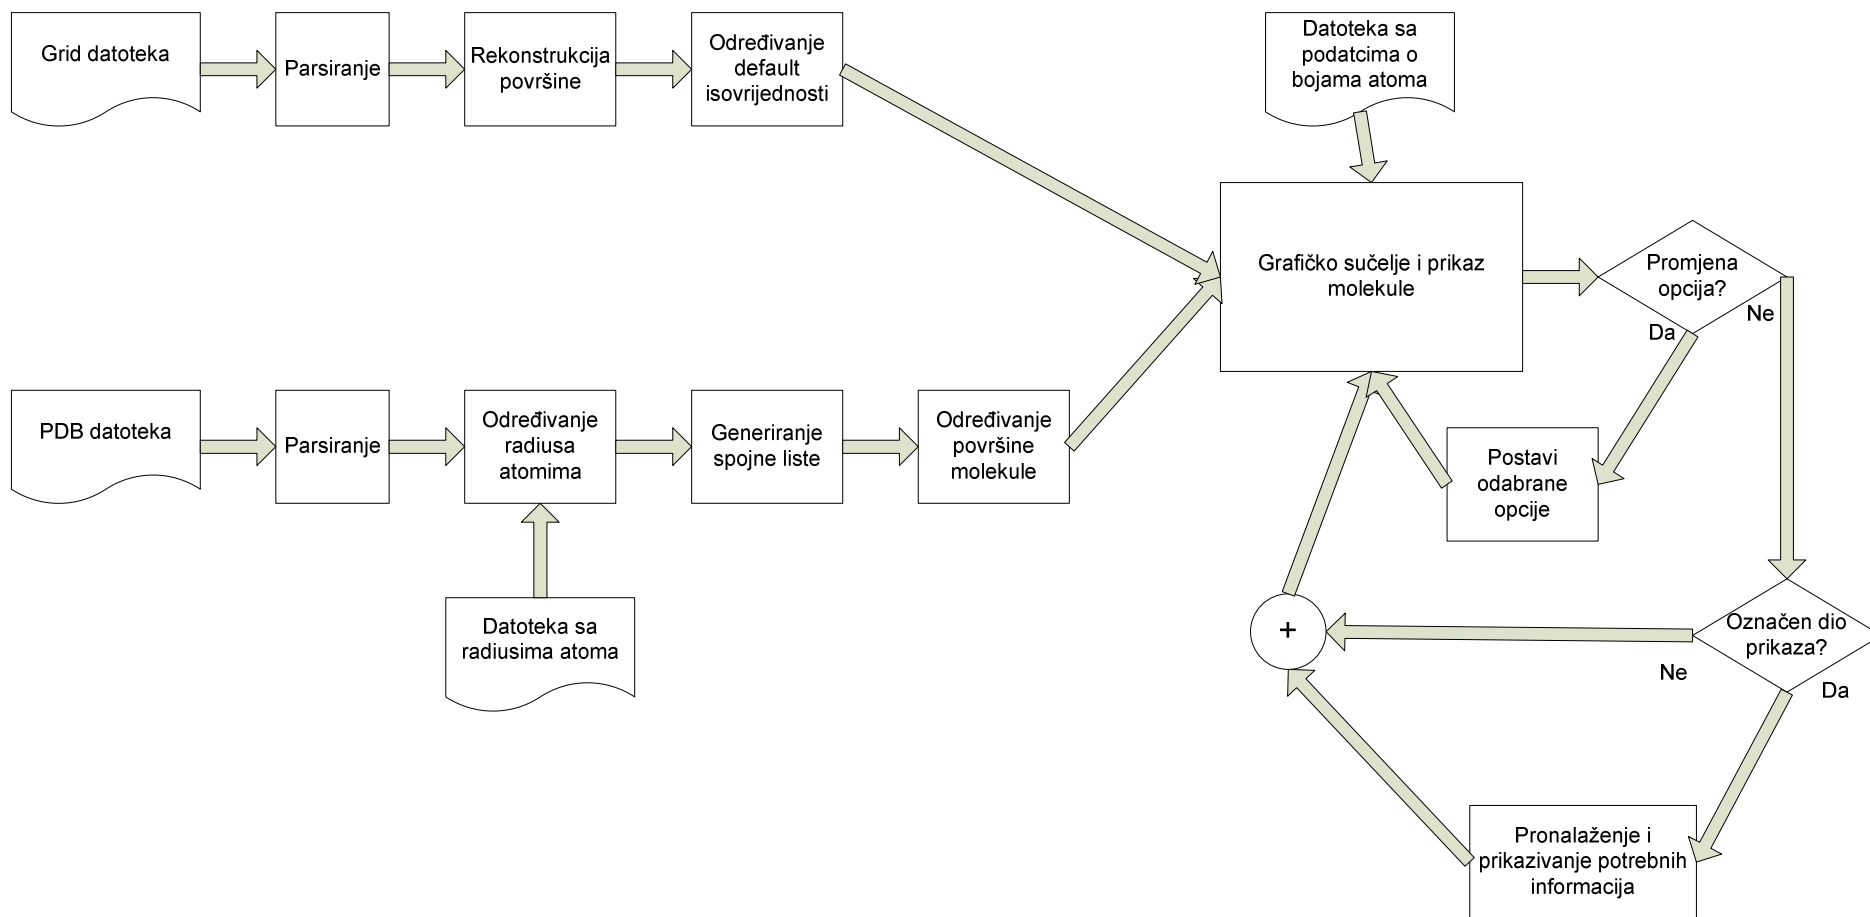 Grid datoteka
Parsiranje
Rekonstrukcija
površine
Određivanje
default
isovrijednosti
Datoteka sa
podatcima o
bojama atoma
Grafičko sučelje i prikaz
molekule
Promjena
opcija?
Da
Ne
PDB datoteka
Parsiranje
Određivanje
radiusa
atomima
Generiranje
spojne liste
Određivanje
površine
molekule
Postavi
odabrane
opcije
Datoteka sa
radiusima atoma
+
Označen dio
prikaza?
Ne
Da
Pronalaženje i
prikazivanje potrebnih
informacija